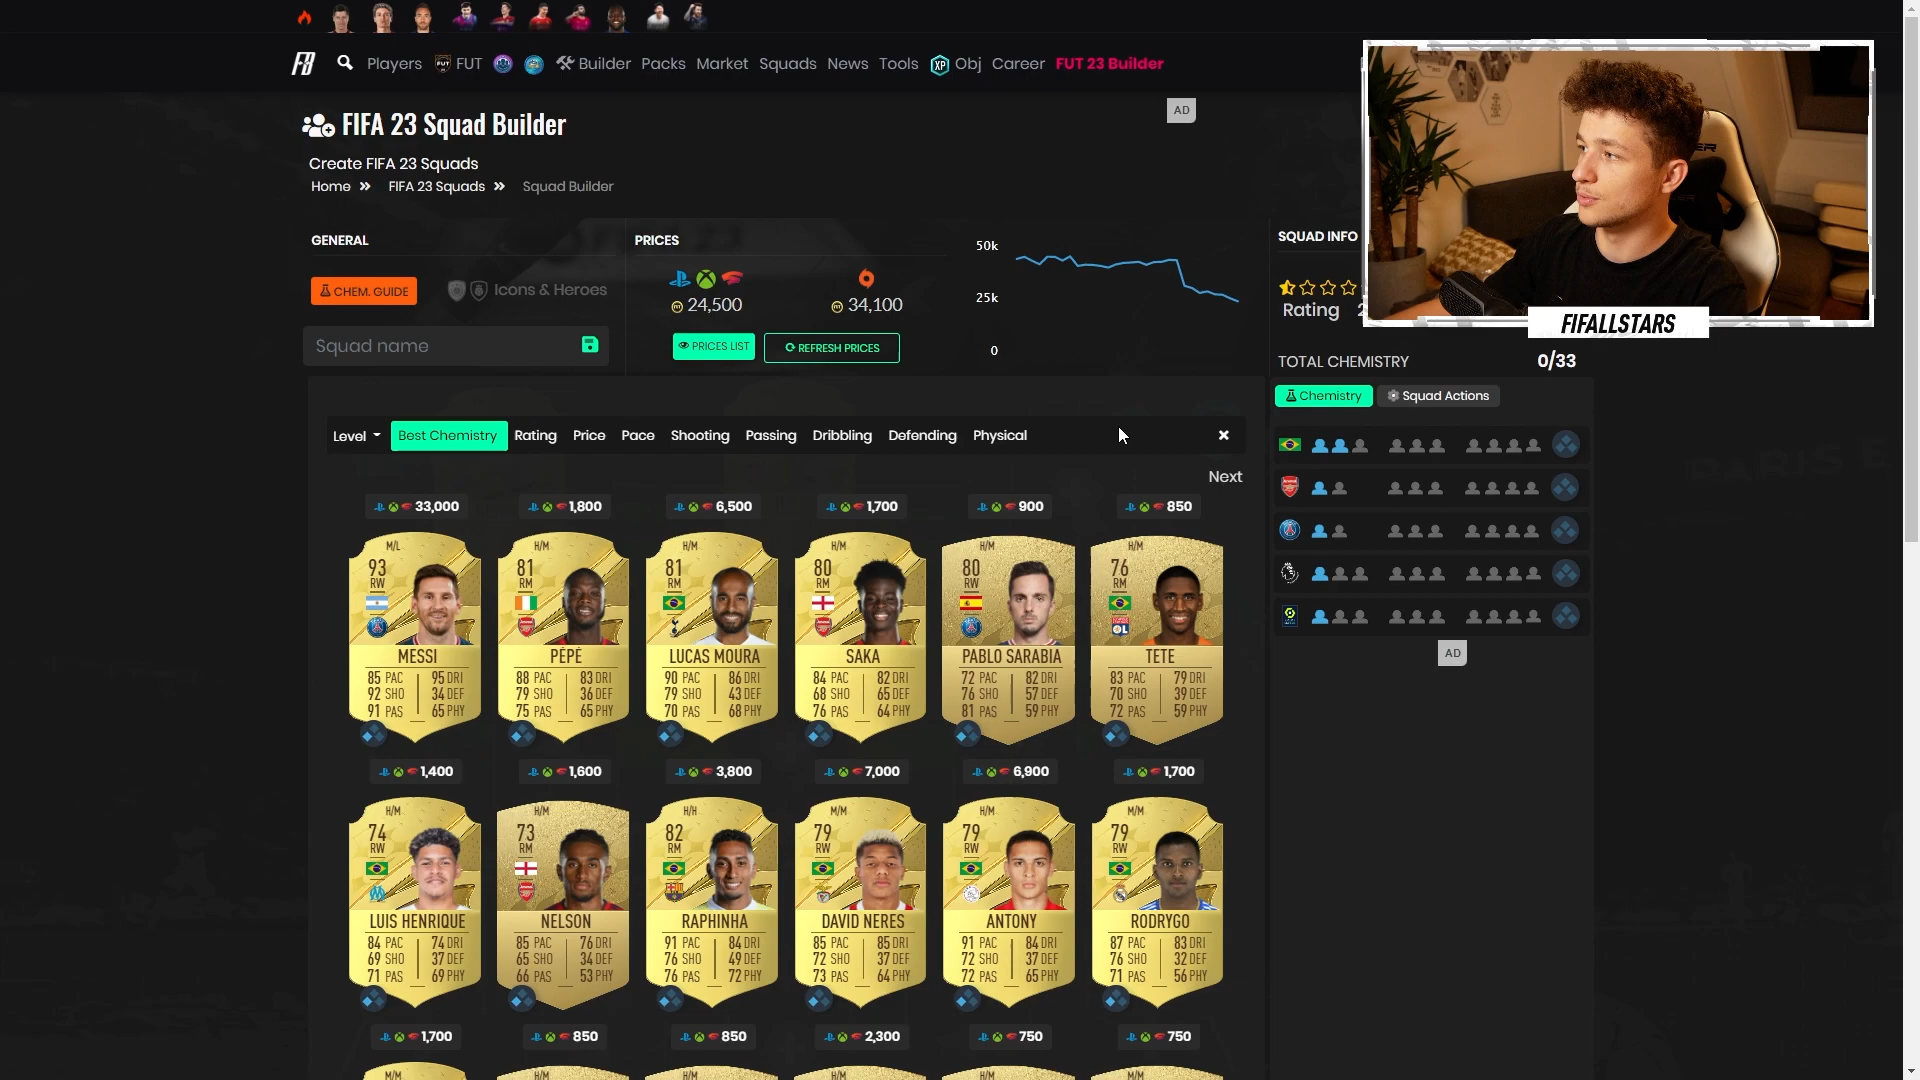 Players FUT Builder Packs Market Squads News Tools XP Obj Career FUT 23 Builder
AD
FIFA 23 Squad Builder
Create FIFA 23 Squads
Home » FIFA 23 Squads » Squad Builder
GENERAL
CHEM. GUIDE
Icons & Heroes
Squad name
PRICES
24,500
34,100
PRICES LIST
REFRESH PRICES
50k
25k
0
SQUAD INFO
Rating
FIFALLSTARS
TOTAL CHEMISTRY 0/33
Chemistry Squad Actions
AD
Level Best Chemistry Rating Price Pace Shooting Passing Dribbling Defending Physical
Next
33,000 1,800 6,500 1,700 900 850
M/L H/M H/M H/M H/M H/M
93 81 81 80 80 76
RW RM RM RM RW RM
MESSI PÉPÉ LUCAS MOURA SAKA PABLO SARABIA TETE
85 PAC 95 DRI 88 PAC 83 DRI 90 PAC 86 DRI 84 PAC 82 DRI 72 PAC 82 DRI 83 PAC 79 DRI
92 SHO 34 DEF 79 SHO 36 DEF 79 SHO 43 DEF 68 SHO 65 DEF 76 SHO 57 DEF 70 SHO 39 DEF
91 PAS 65 PHY 75 PAS 65 PHY 70 PAS 68 PHY 76 PAS 64 PHY 81 PAS 59 PHY 72 PAS 59 PHY
1,400 1,600 3,800 7,000 6,900 1,700
H/M H/M H/H M/M H/M M/M
74 73 82 79 79 79
RW RM RW RW RW RW
LUIS HENRIQUE NELSON RAPHINHA DAVID NERES ANTONY RODRYGO
84 PAC 74 DRI 85 PAC 76 DRI 91 PAC 84 DRI 85 PAC 85 DRI 91 PAC 84 DRI 87 PAC 83 DRI
69 SHO 37 DEF 65 SHO 34 DEF 76 SHO 49 DEF 72 SHO 37 DEF 72 SHO 37 DEF 76 SHO 32 DEF
71 PAS 69 PHY 66 PAS 53 PHY 76 PAS 72 PHY 73 PAS 64 PHY 72 PAS 65 PHY 71 PAS 56 PHY
1,700 850 850 2,300 750 750
M/M H/M H/M H/M H/M H/M